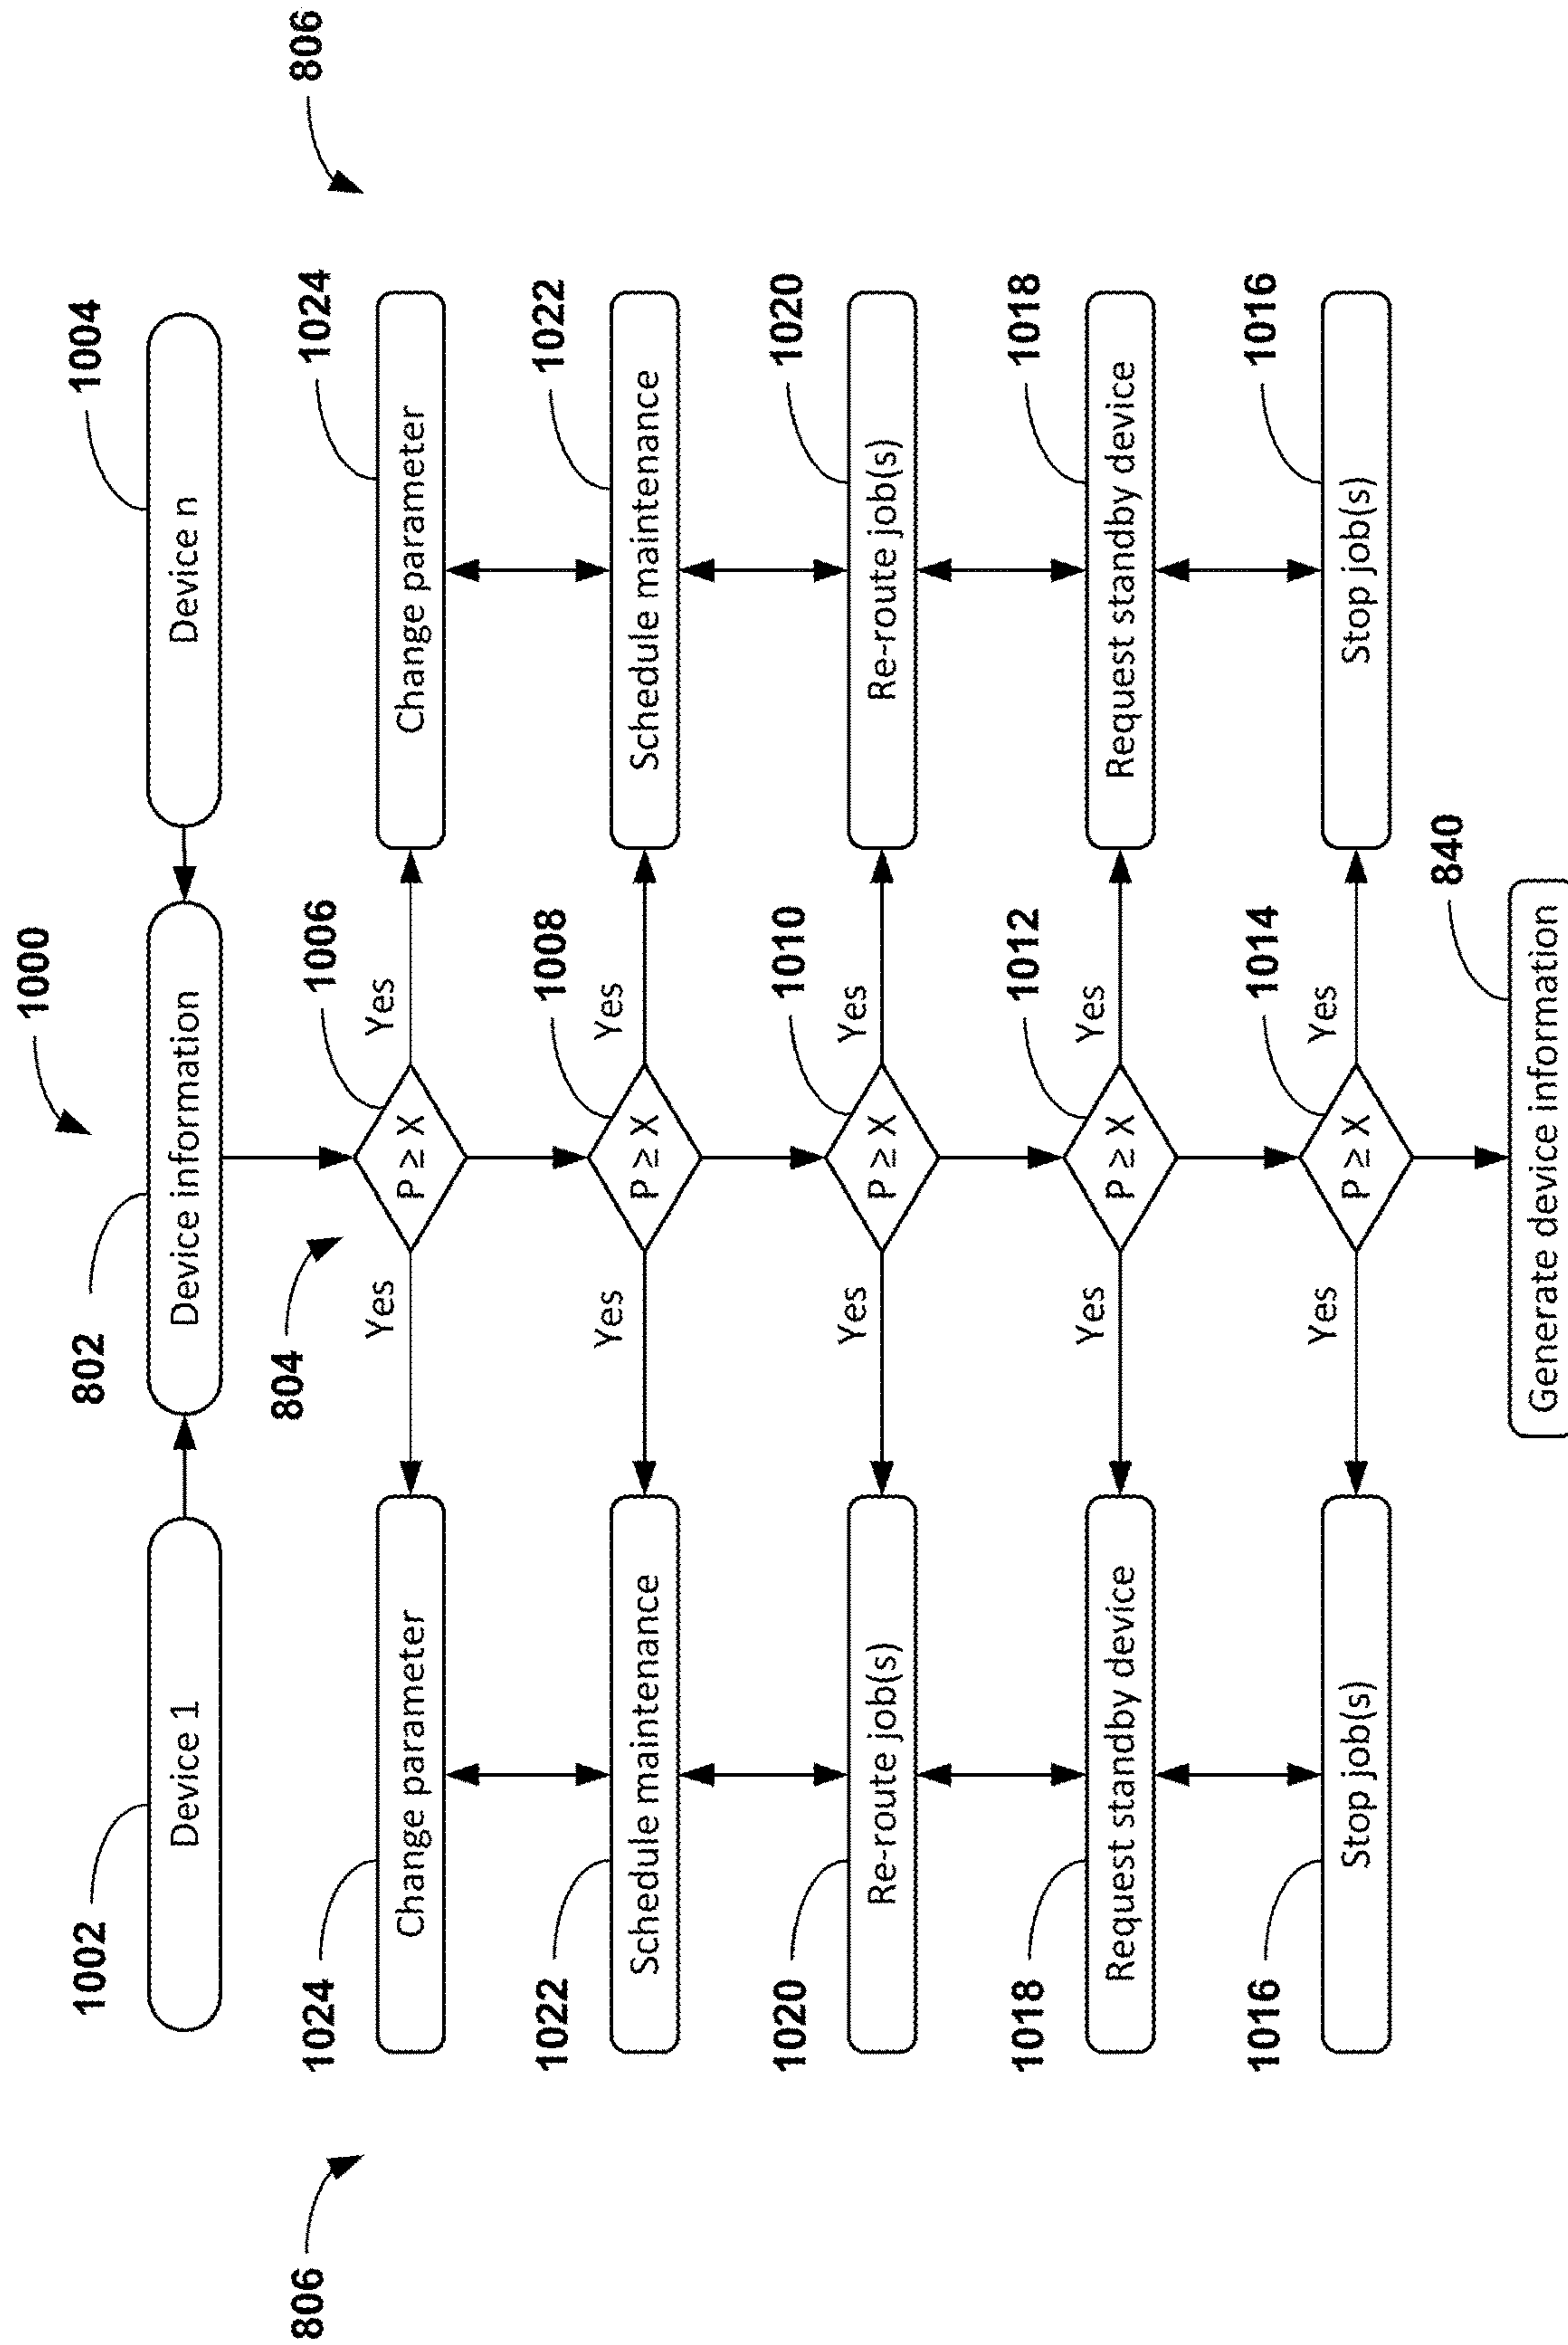 1000
1002
802
1004
Device 1
Device information
Device n
806
804
806
1024
Yes
1006
Yes
1024
Change parameter
P ≥ X
Change parameter
1022
Yes
1008
Yes
1022
Schedule maintenance
P ≥ X
Schedule maintenance
1020
Yes
1010
Yes
1020
Re-route job(s)
P ≥ X
Re-route job(s)
1018
Yes
1012
Yes
1018
Request standby device
P ≥ X
Request standby device
1016
Yes
1014
Yes
1016
Stop job(s)
P ≥ X
Stop job(s)
840
Generate device information